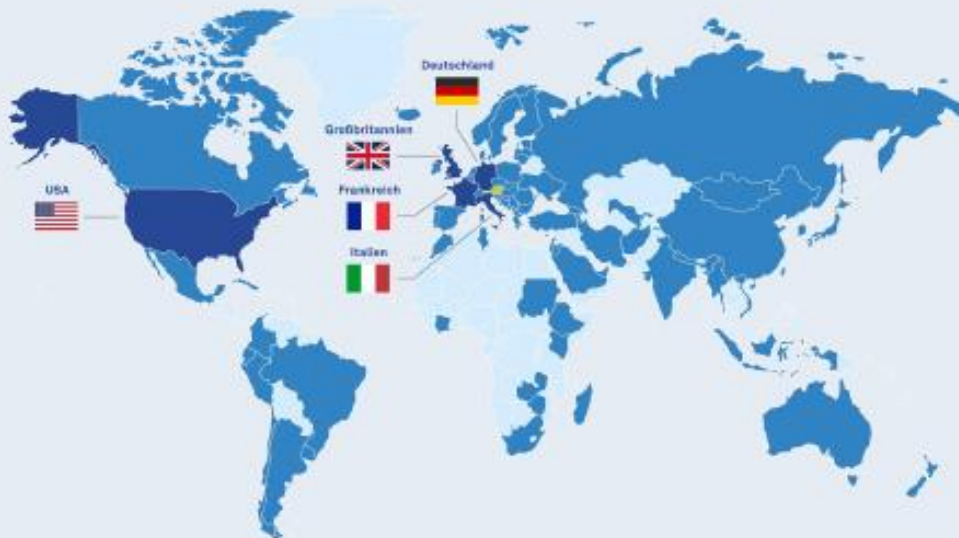 Deutschland
Großbritannien
USA
Frankreich
Italien